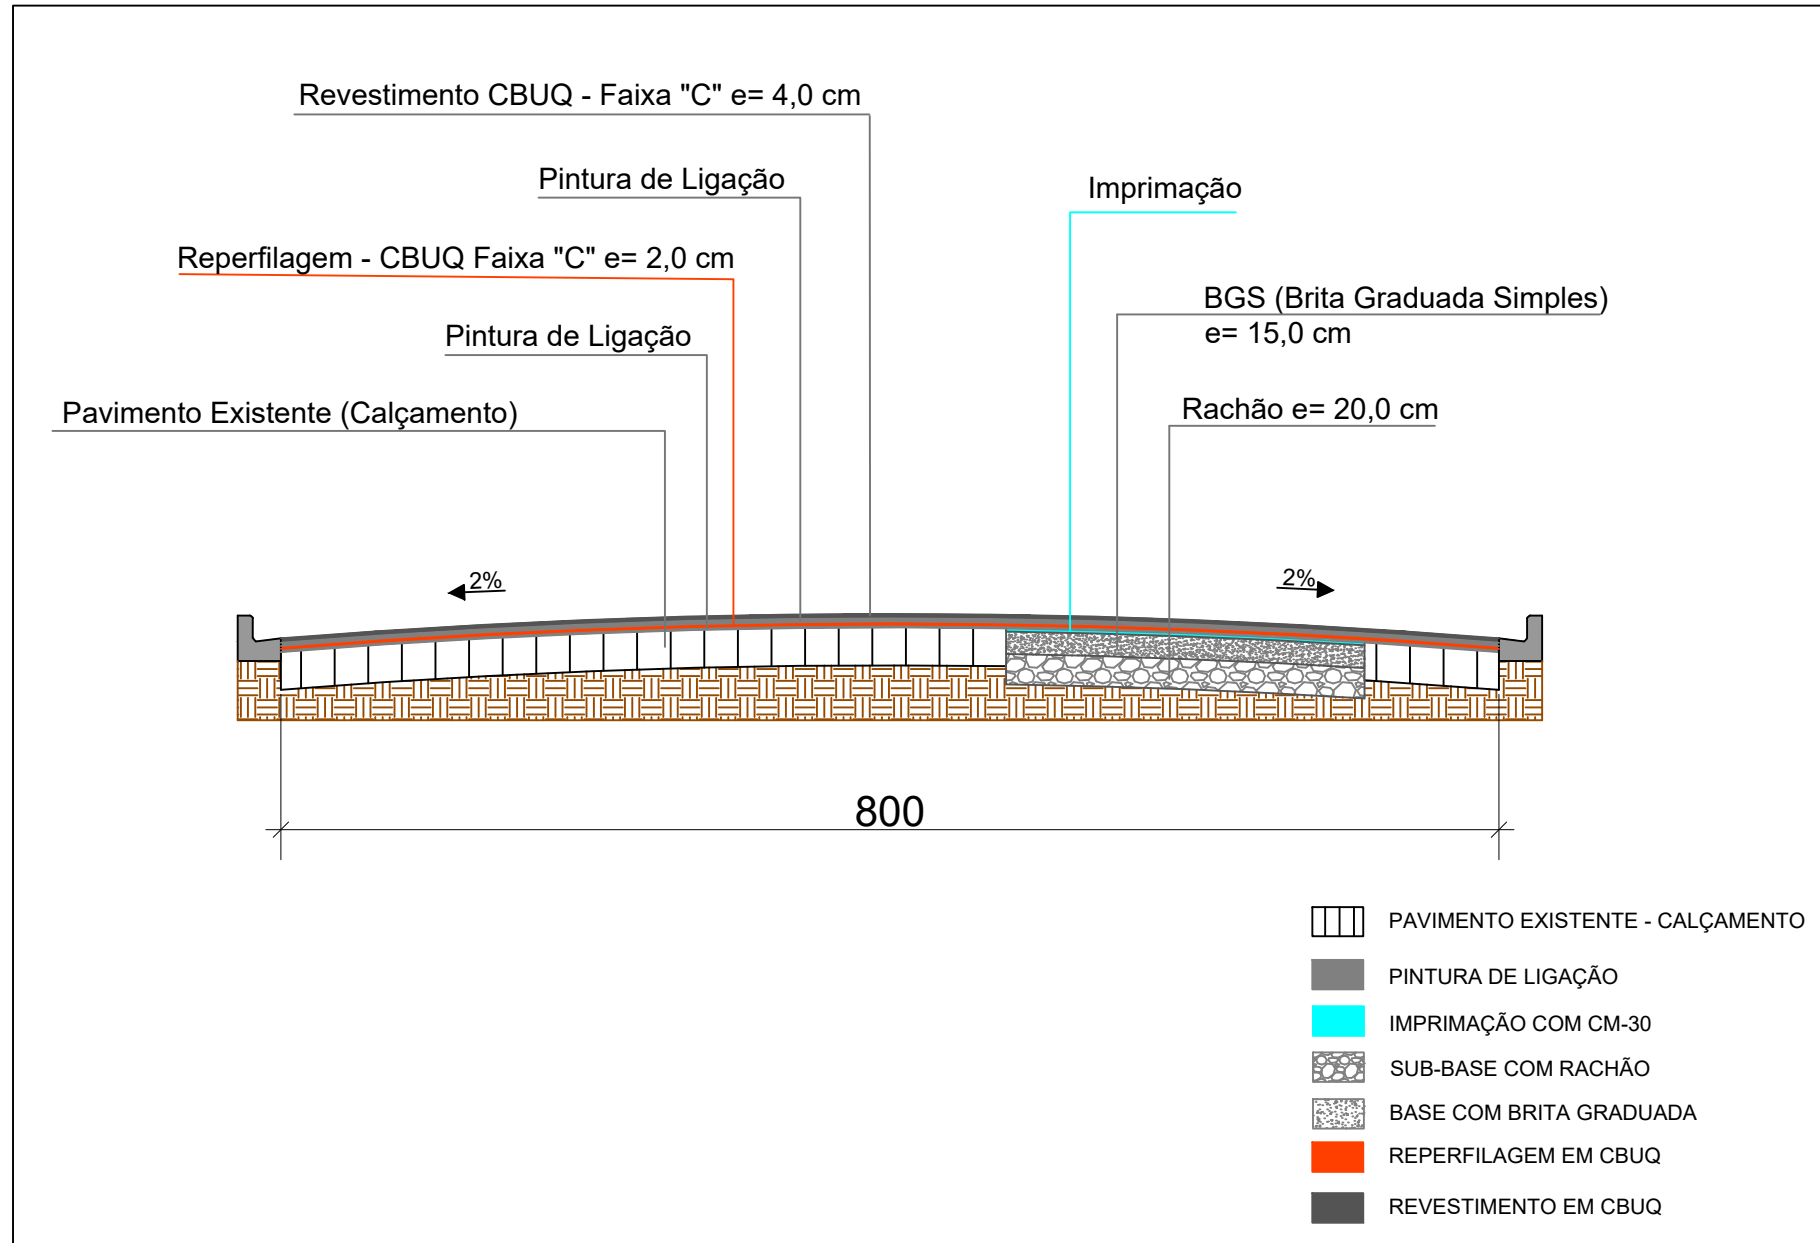 Revestimento CBUQ - Faixa "C" e= 4,0 cm
Pintura de Ligação
Imprimação
Reperfilagem - CBUQ Faixa "C" e= 2,0 cm
BGS (Brita Graduada Simples)
e= 15,0 cm
Pintura de Ligação
Pavimento Existente (Calçamento)
Rachão e= 20,0 cm
2%
2%
800
PAVIMENTO EXISTENTE - CALÇAMENTO
PINTURA DE LIGAÇÃO
IMPRIMAÇÃO COM CM-30
SUB-BASE COM RACHÃO
BASE COM BRITA GRADUADA
REPERFILAGEM EM CBUQ
REVESTIMENTO EM CBUQ